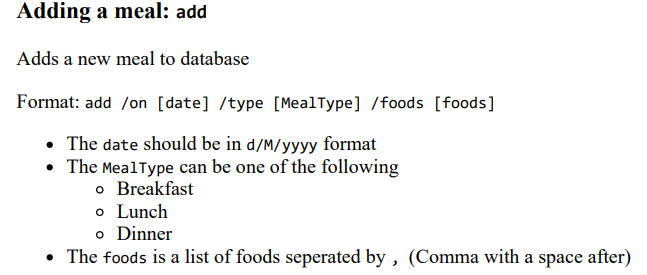 Adding a meal: add
Adds a new meal to database
Format: add /on [date] /type [MealType] /foods [foods]
• The date should be in d/M/yyyy format
• The MealType can be one of the following
o Breakfast
o Lunch
o Dinner
• The foods is a list of foods seperated by , (Comma with a space after)